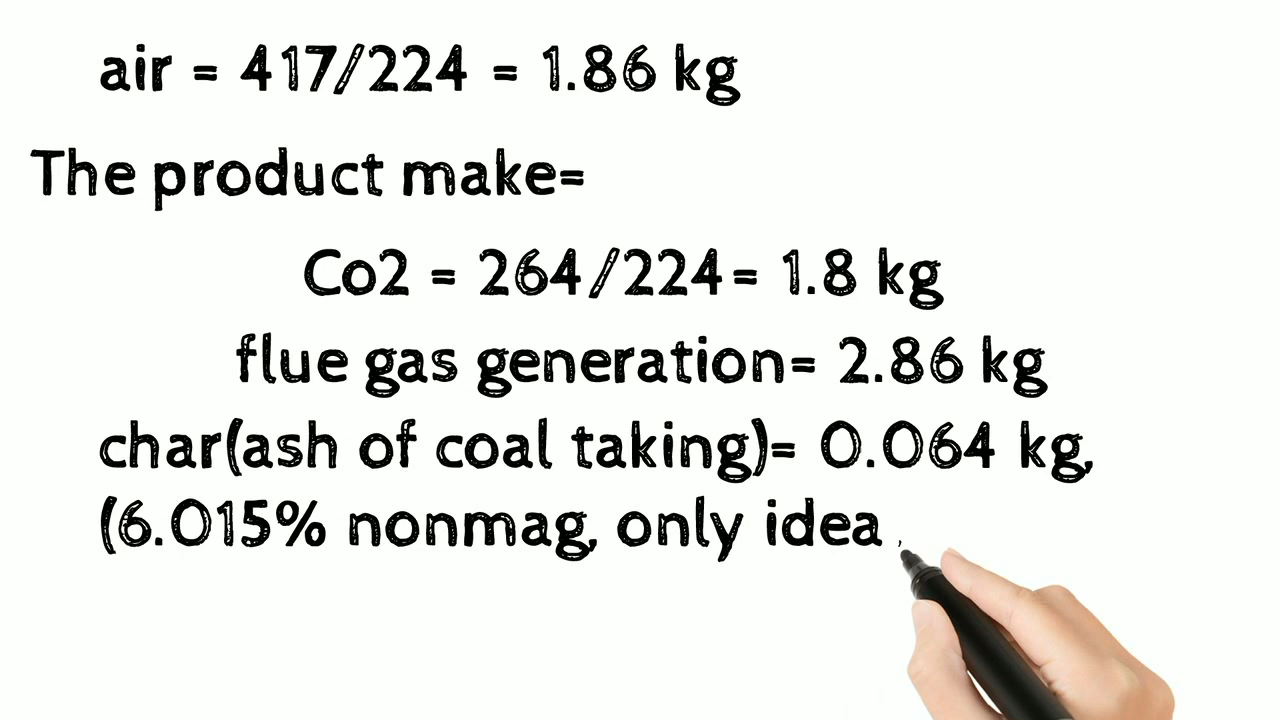 air = 417/224 = 1.86 kg
The product make=
Co2 = 264/224= 1.8 kg
flue gas generation= 2.86 kg
char(ash of coal taking)= 0.064 kg,
(6.015% nonmag, only idea ,